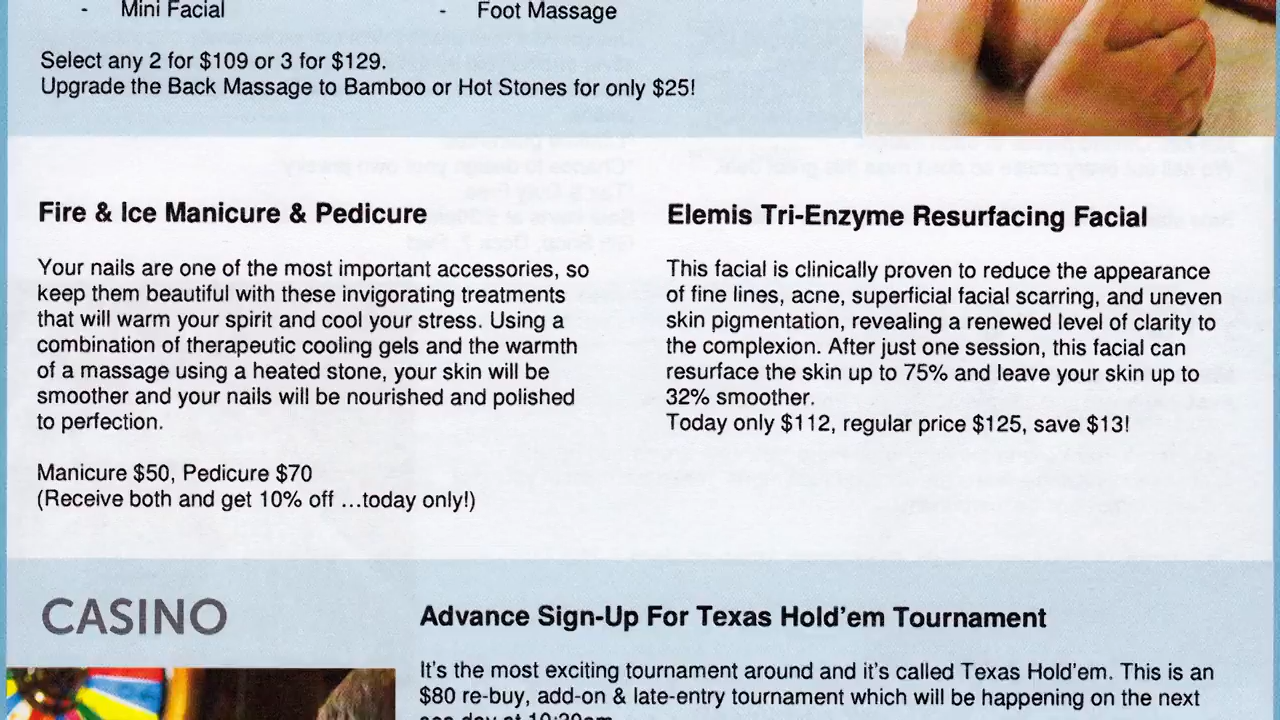 - Mini Facial - Foot Massage
Select any 2 for $109 or 3 for $129.
Upgrade the Back Massage to Bamboo or Hot Stones for only $25!
Fire & Ice Manicure & Pedicure
Your nails are one of the most important accessories, so
keep them beautiful with these invigorating treatments
that will warm your spirit and cool your stress. Using a
combination of therapeutic cooling gels and the warmth
of a massage using a heated stone, your skin will be
smoother and your nails will be nourished and polished
to perfection.
Manicure $50, Pedicure $70
(Receive both and get 10% off ...today only!)
Elemis Tri-Enzyme Resurfacing Facial
This facial is clinically proven to reduce the appearance
of fine lines, acne, superficial facial scarring, and uneven
skin pigmentation, revealing a renewed level of clarity to
the complexion. After just one session, this facial can
resurface the skin up to 75% and leave your skin up to
32% smoother.
Today only $112, regular price $125, save $13!
CASINO
Advance Sign-Up For Texas Hold'em Tournament
It's the most exciting tournament around and it's called Texas Hold'em. This is an
$80 re-buy, add-on & late-entry tournament which will be happening on the next
sea day at 10:30am